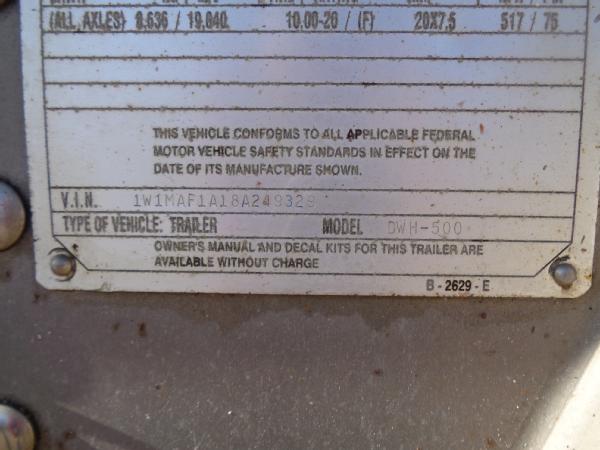 (ALL AXLES) 8,636 / 19,040 10.00-20 / (F) 20X7.5 517 / 75
THIS VEHICLE CONFORMS TO ALL APPLICABLE FEDERAL
MOTOR VEHICLE SAFETY STANDARDS IN EFFECT ON THE
DATE OF ITS MANUFACTURE SHOWN.
V.I.N. 1W1MAF1A18A249329
TYPE OF VEHICLE: TRAILER MODEL DWH-500
OWNER'S MANUAL AND DECAL KITS FOR THIS TRAILER ARE
AVAILABLE WITHOUT CHARGE
B - 2629 - E